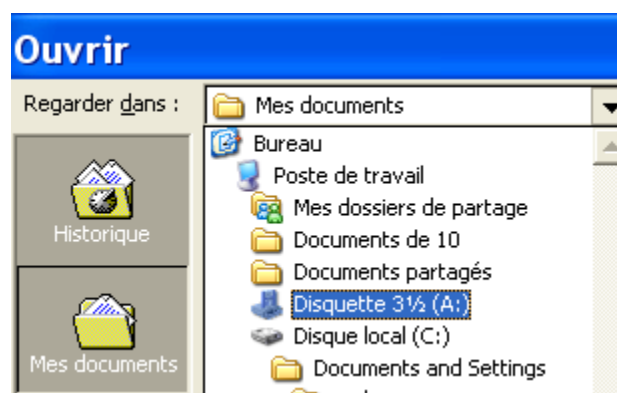 Ouvrir
Regarder dans :
Mes documents
Bureau
Poste de travail
Mes dossiers de partage
Historique
Documents de 10
Documents partagés
Disquette 3½ (A:)
Disque local (C:)
Mes documents
Documents and Settings